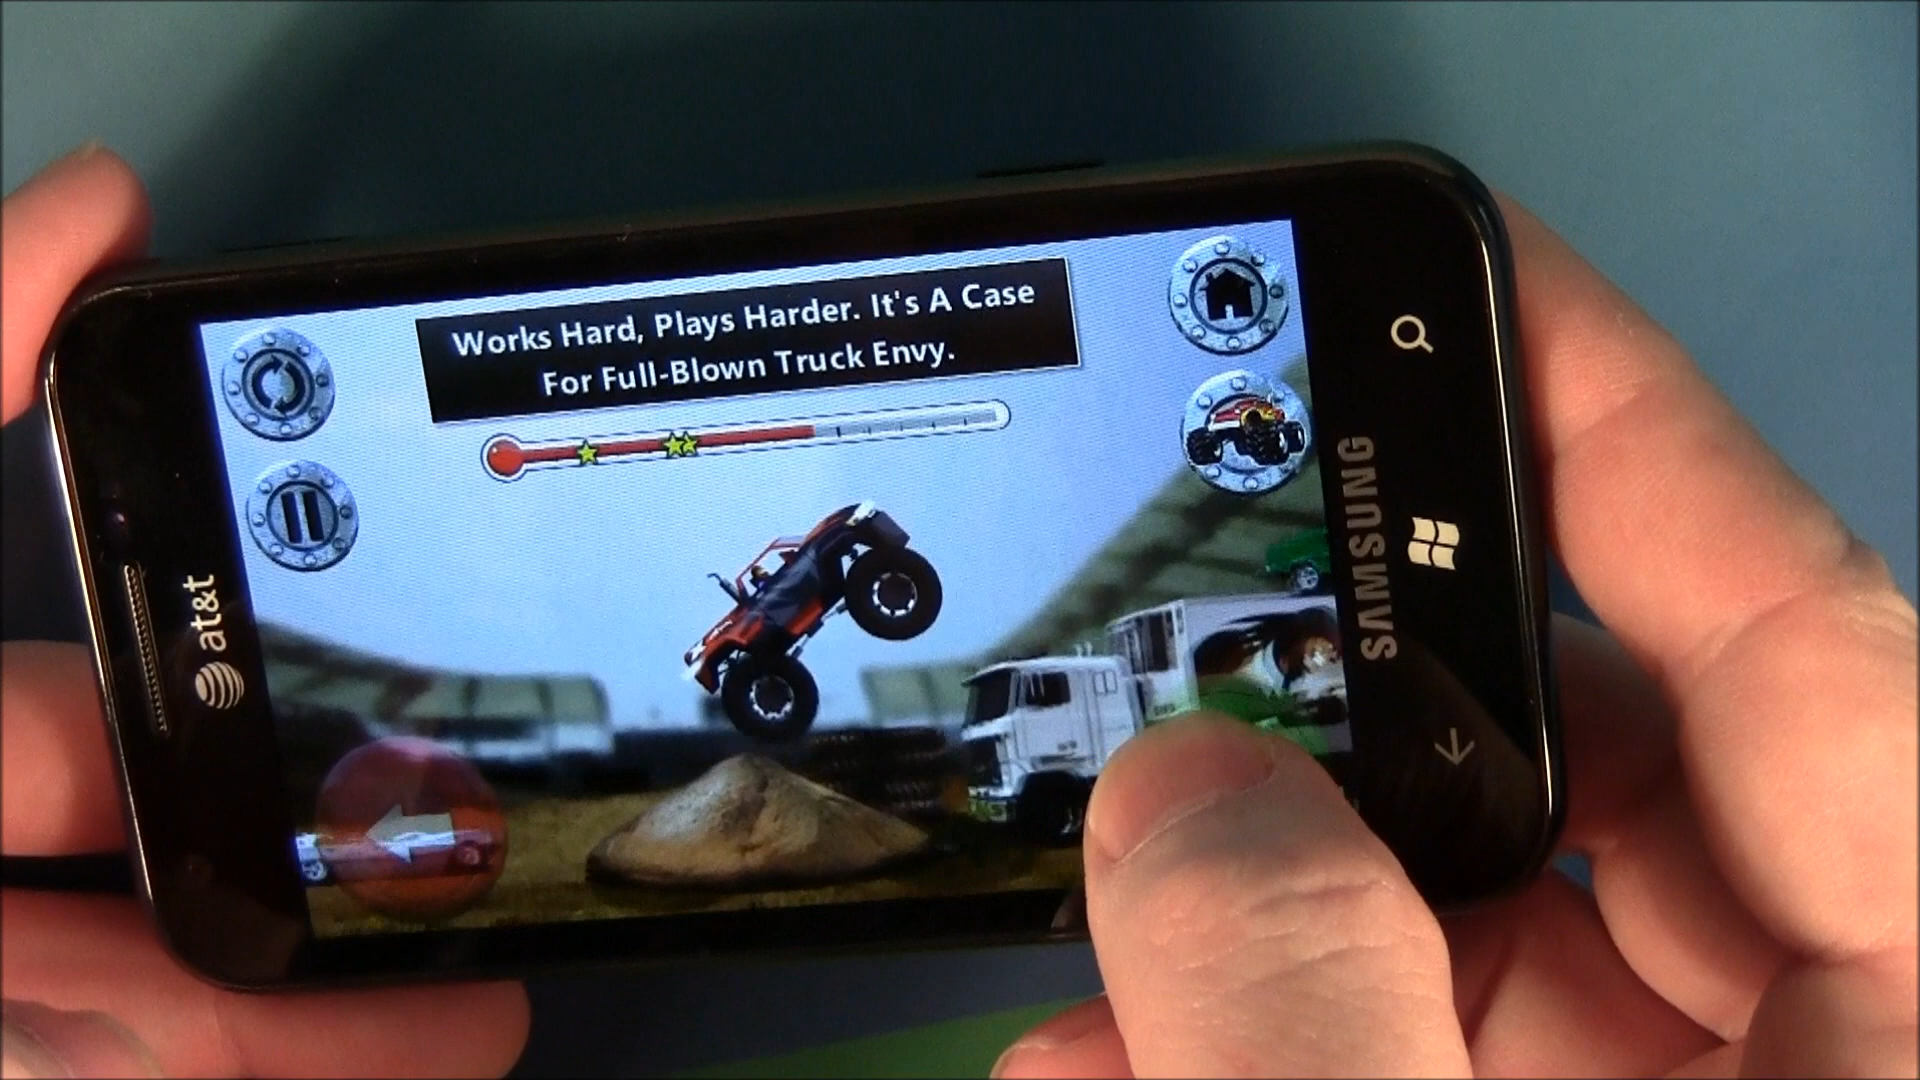 Works Hard, Plays Harder. It's A Case
For Full-Blown Truck Envy.
at&t
SAMSUNG